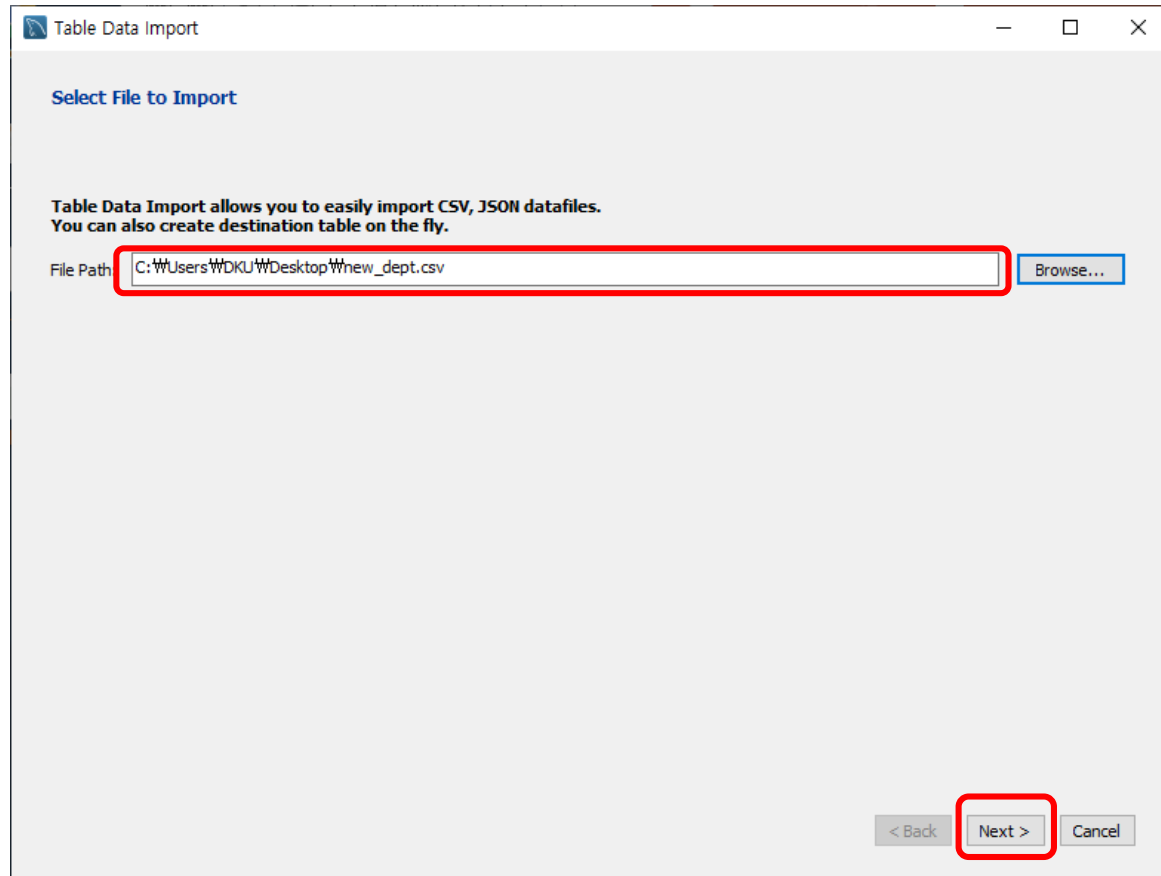 Table Data Import
Select File to Import
Table Data Import allows you to easily import CSV, JSON datafiles.
You can also create destination table on the fly.
File Path: C:₩Users₩DKU₩Desktop₩new_dept.csv Browse...
< Back Next > Cancel